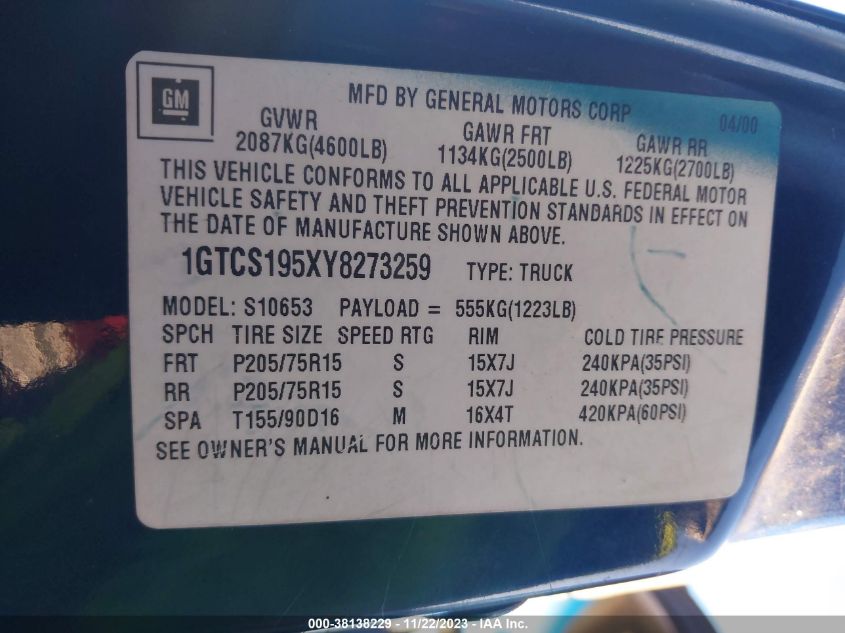 GM
MFD BY GENERAL MOTORS CORP 04/00
GVWR GAWR FRT GAWR RR
2087KG(4600LB) 1134KG(2500LB) 1225KG(2700LB)
THIS VEHICLE CONFORMS TO ALL APPLICABLE U.S. FEDERAL MOTOR
VEHICLE SAFETY AND THEFT PREVENTION STANDARDS IN EFFECT ON
THE DATE OF MANUFACTURE SHOWN ABOVE.
1GTCS195XY8273259 TYPE: TRUCK
MODEL: S10653 PAYLOAD = 555KG(1223LB)
SPCH TIRE SIZE SPEED RTG RIM COLD TIRE PRESSURE
FRT P205/75R15 S 15X7J 240KPA(35PSI)
RR P205/75R15 S 15X7J 240KPA(35PSI)
SPA T155/90D16 M 16X4T 420KPA(60PSI)
SEE OWNER'S MANUAL FOR MORE INFORMATION.
000-38138229 - 11/22/2023 - IAA Inc.